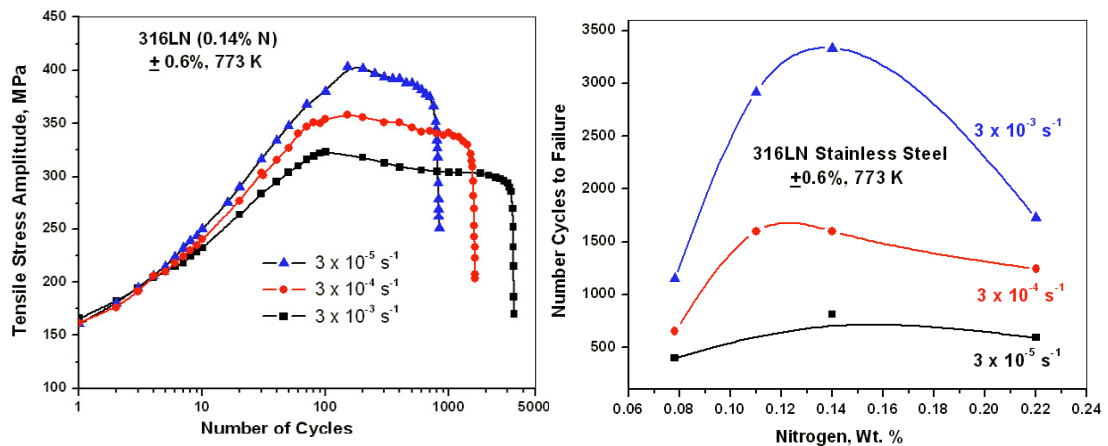 450
400
350
300
250
200
150
100
Tensile Stress Amplitude, MPa
316LN (0.14% N)
± 0.6%, 773 K
3 x 10⁻⁵ s⁻¹
3 x 10⁻⁴ s⁻¹
3 x 10⁻³ s⁻¹
1 10 100 1000 5000
Number of Cycles
3500
3000
2500
2000
1500
1000
500
Number Cycles to Failure
3 x 10⁻³ s⁻¹
316LN Stainless Steel
±0.6%, 773 K
3 x 10⁻⁴ s⁻¹
3 x 10⁻⁵ s⁻¹
0.06 0.08 0.10 0.12 0.14 0.16 0.18 0.20 0.22 0.24
Nitrogen, Wt. %